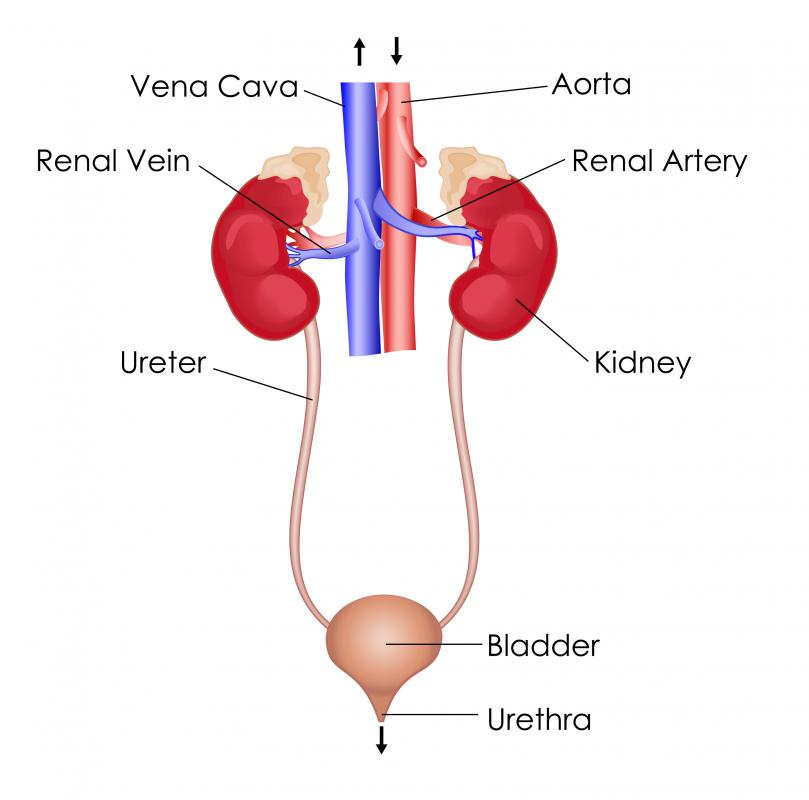 Vena Cava
Aorta
Renal Vein
Renal Artery
Ureter
Kidney
Bladder
Urethra